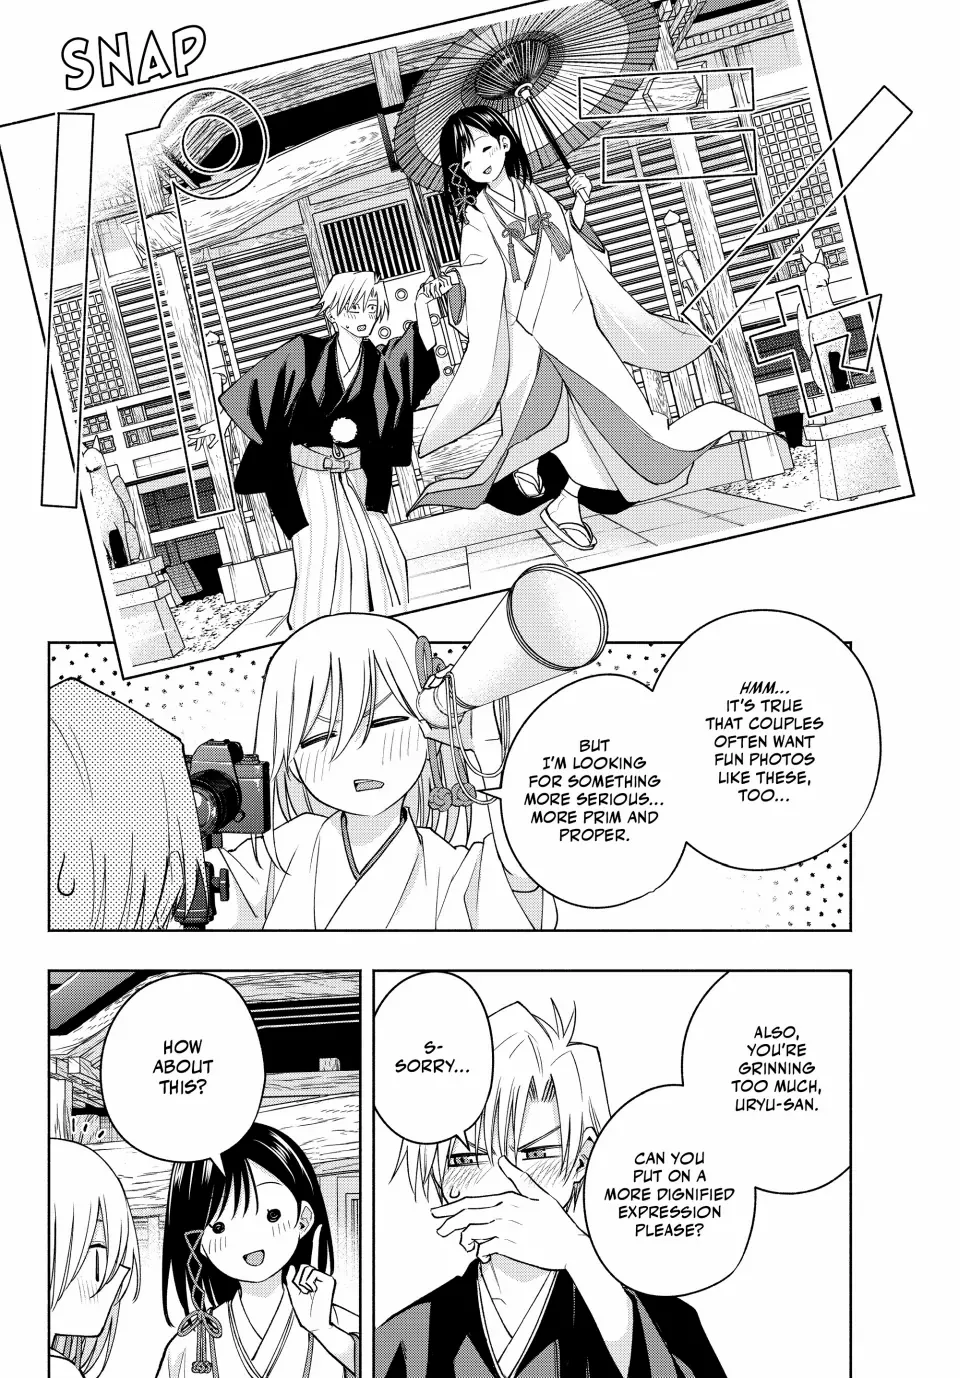 SNAP
HMM...
IT'S TRUE
THAT COUPLES
OFTEN WANT
FUN PHOTOS
LIKE THESE,
TOO...
BUT
I'M LOOKING
FOR SOMETHING
MORE SERIOUS...
MORE PRIM AND
PROPER.
ALSO,
YOU'RE
GRINNING
TOO MUCH,
URYU-SAN.
CAN YOU
PUT ON A
MORE DIGNIFIED
EXPRESSION
PLEASE?
S-
SORRY...
HOW
ABOUT
THIS?